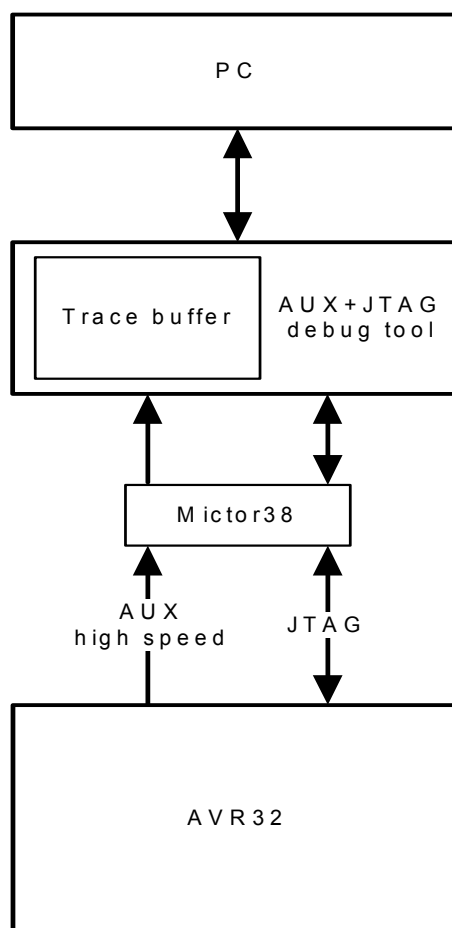 PC
Trace buffer
AUX+JTAG
debug tool
Mictor38
AUX
high speed
JTAG
AVR32